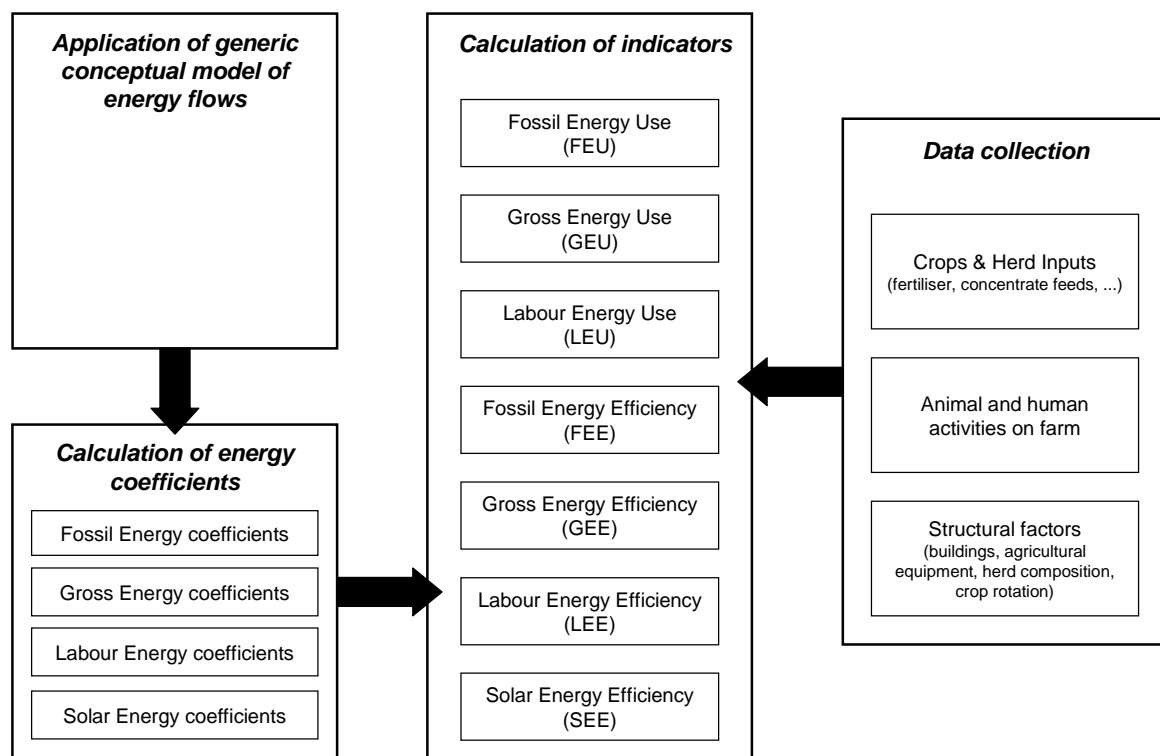 Application of generic
conceptual model of
energy flows
Calculation of energy
coefficients
Fossil Energy coefficients
Gross Energy coefficients
Labour Energy coefficients
Solar Energy coefficients
Calculation of indicators
Fossil Energy Use
(FEU)
Gross Energy Use
(GEU)
Labour Energy Use
(LEU)
Fossil Energy Efficiency
(FEE)
Gross Energy Efficiency
(GEE)
Labour Energy Efficiency
(LEE)
Solar Energy Efficiency
(SEE)
Data collection
Crops & Herd Inputs
(fertiliser, concentrate feeds, ...)
Animal and human
activities on farm
Structural factors
(buildings, agricultural
equipment, herd composition,
crop rotation)